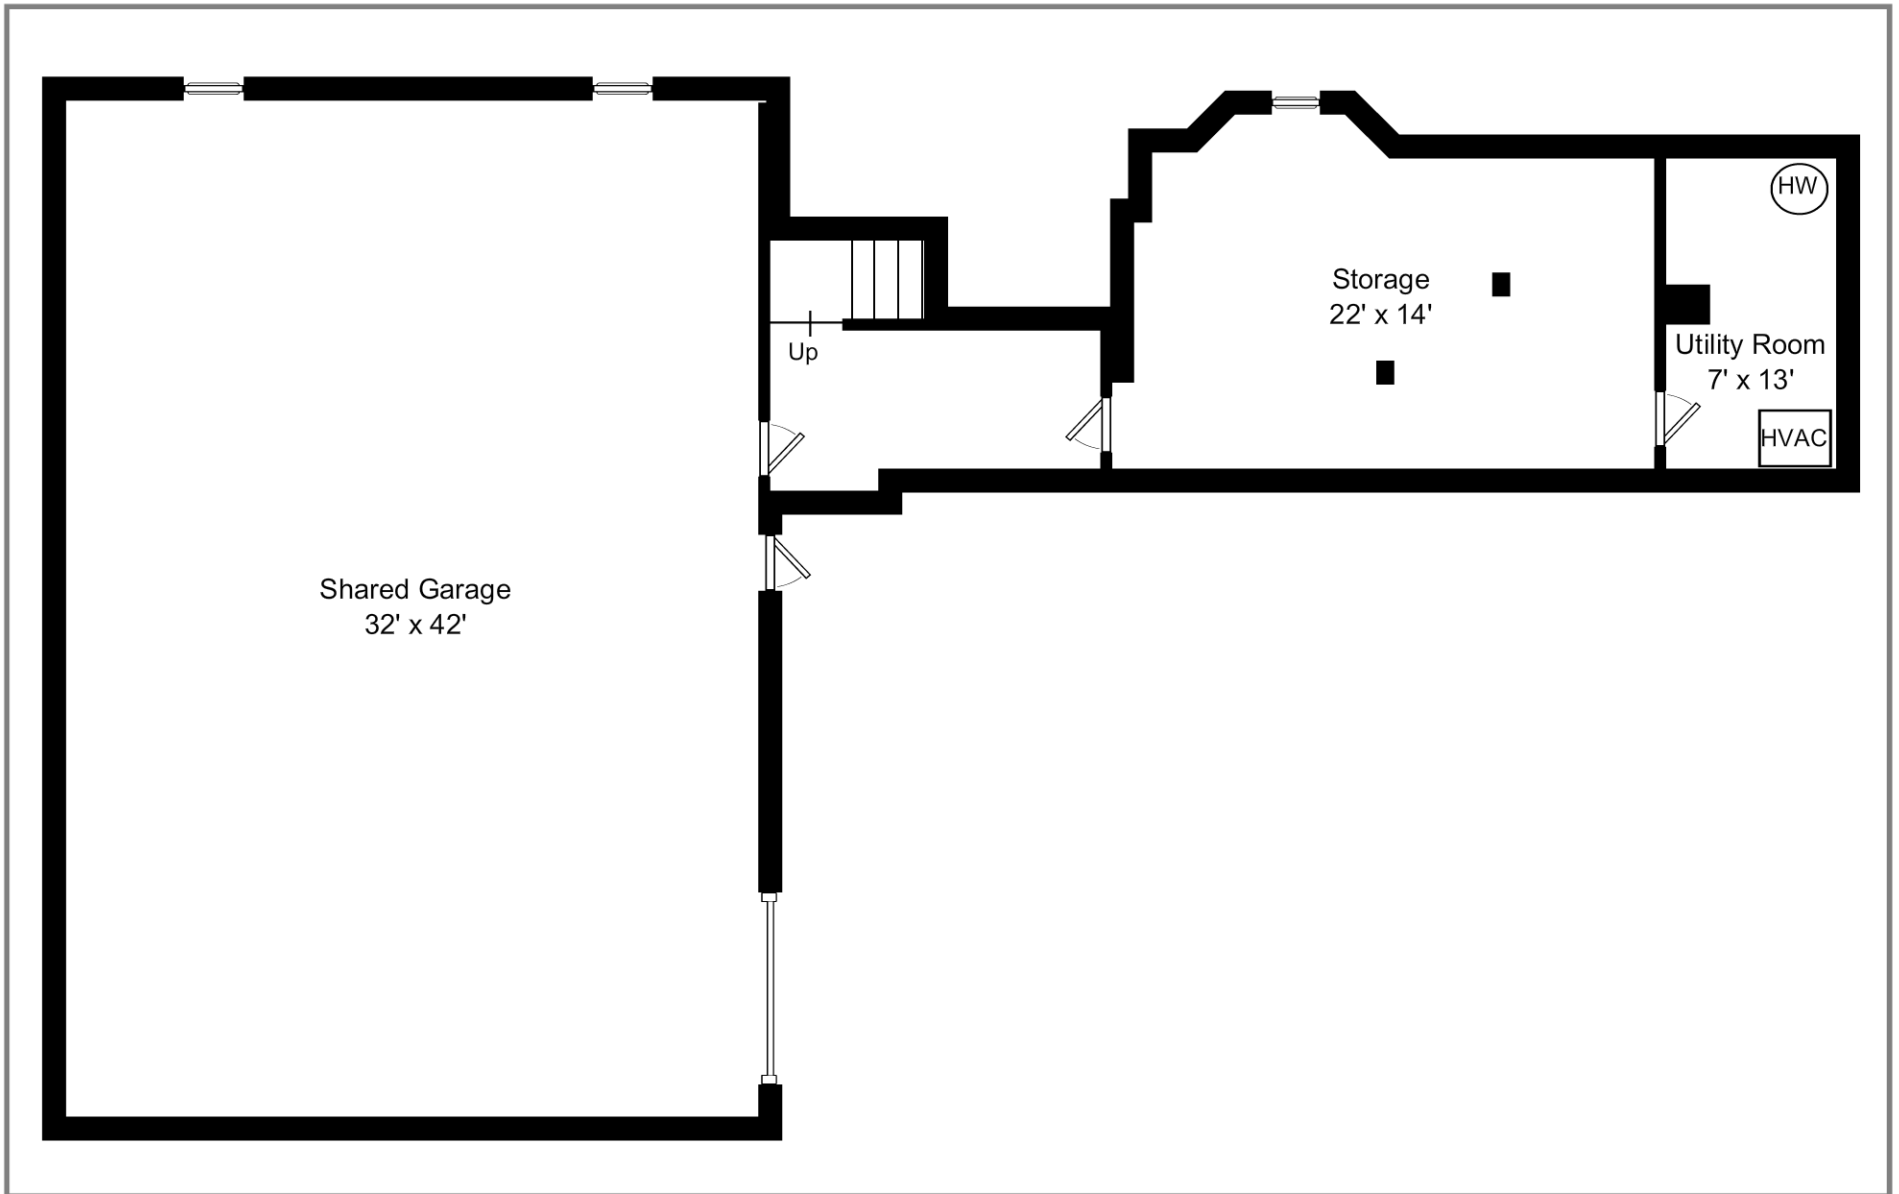 HW
Storage
22' x 14'
Up
Utility Room
7' x 13'
HVAC
Shared Garage
32' x 42'